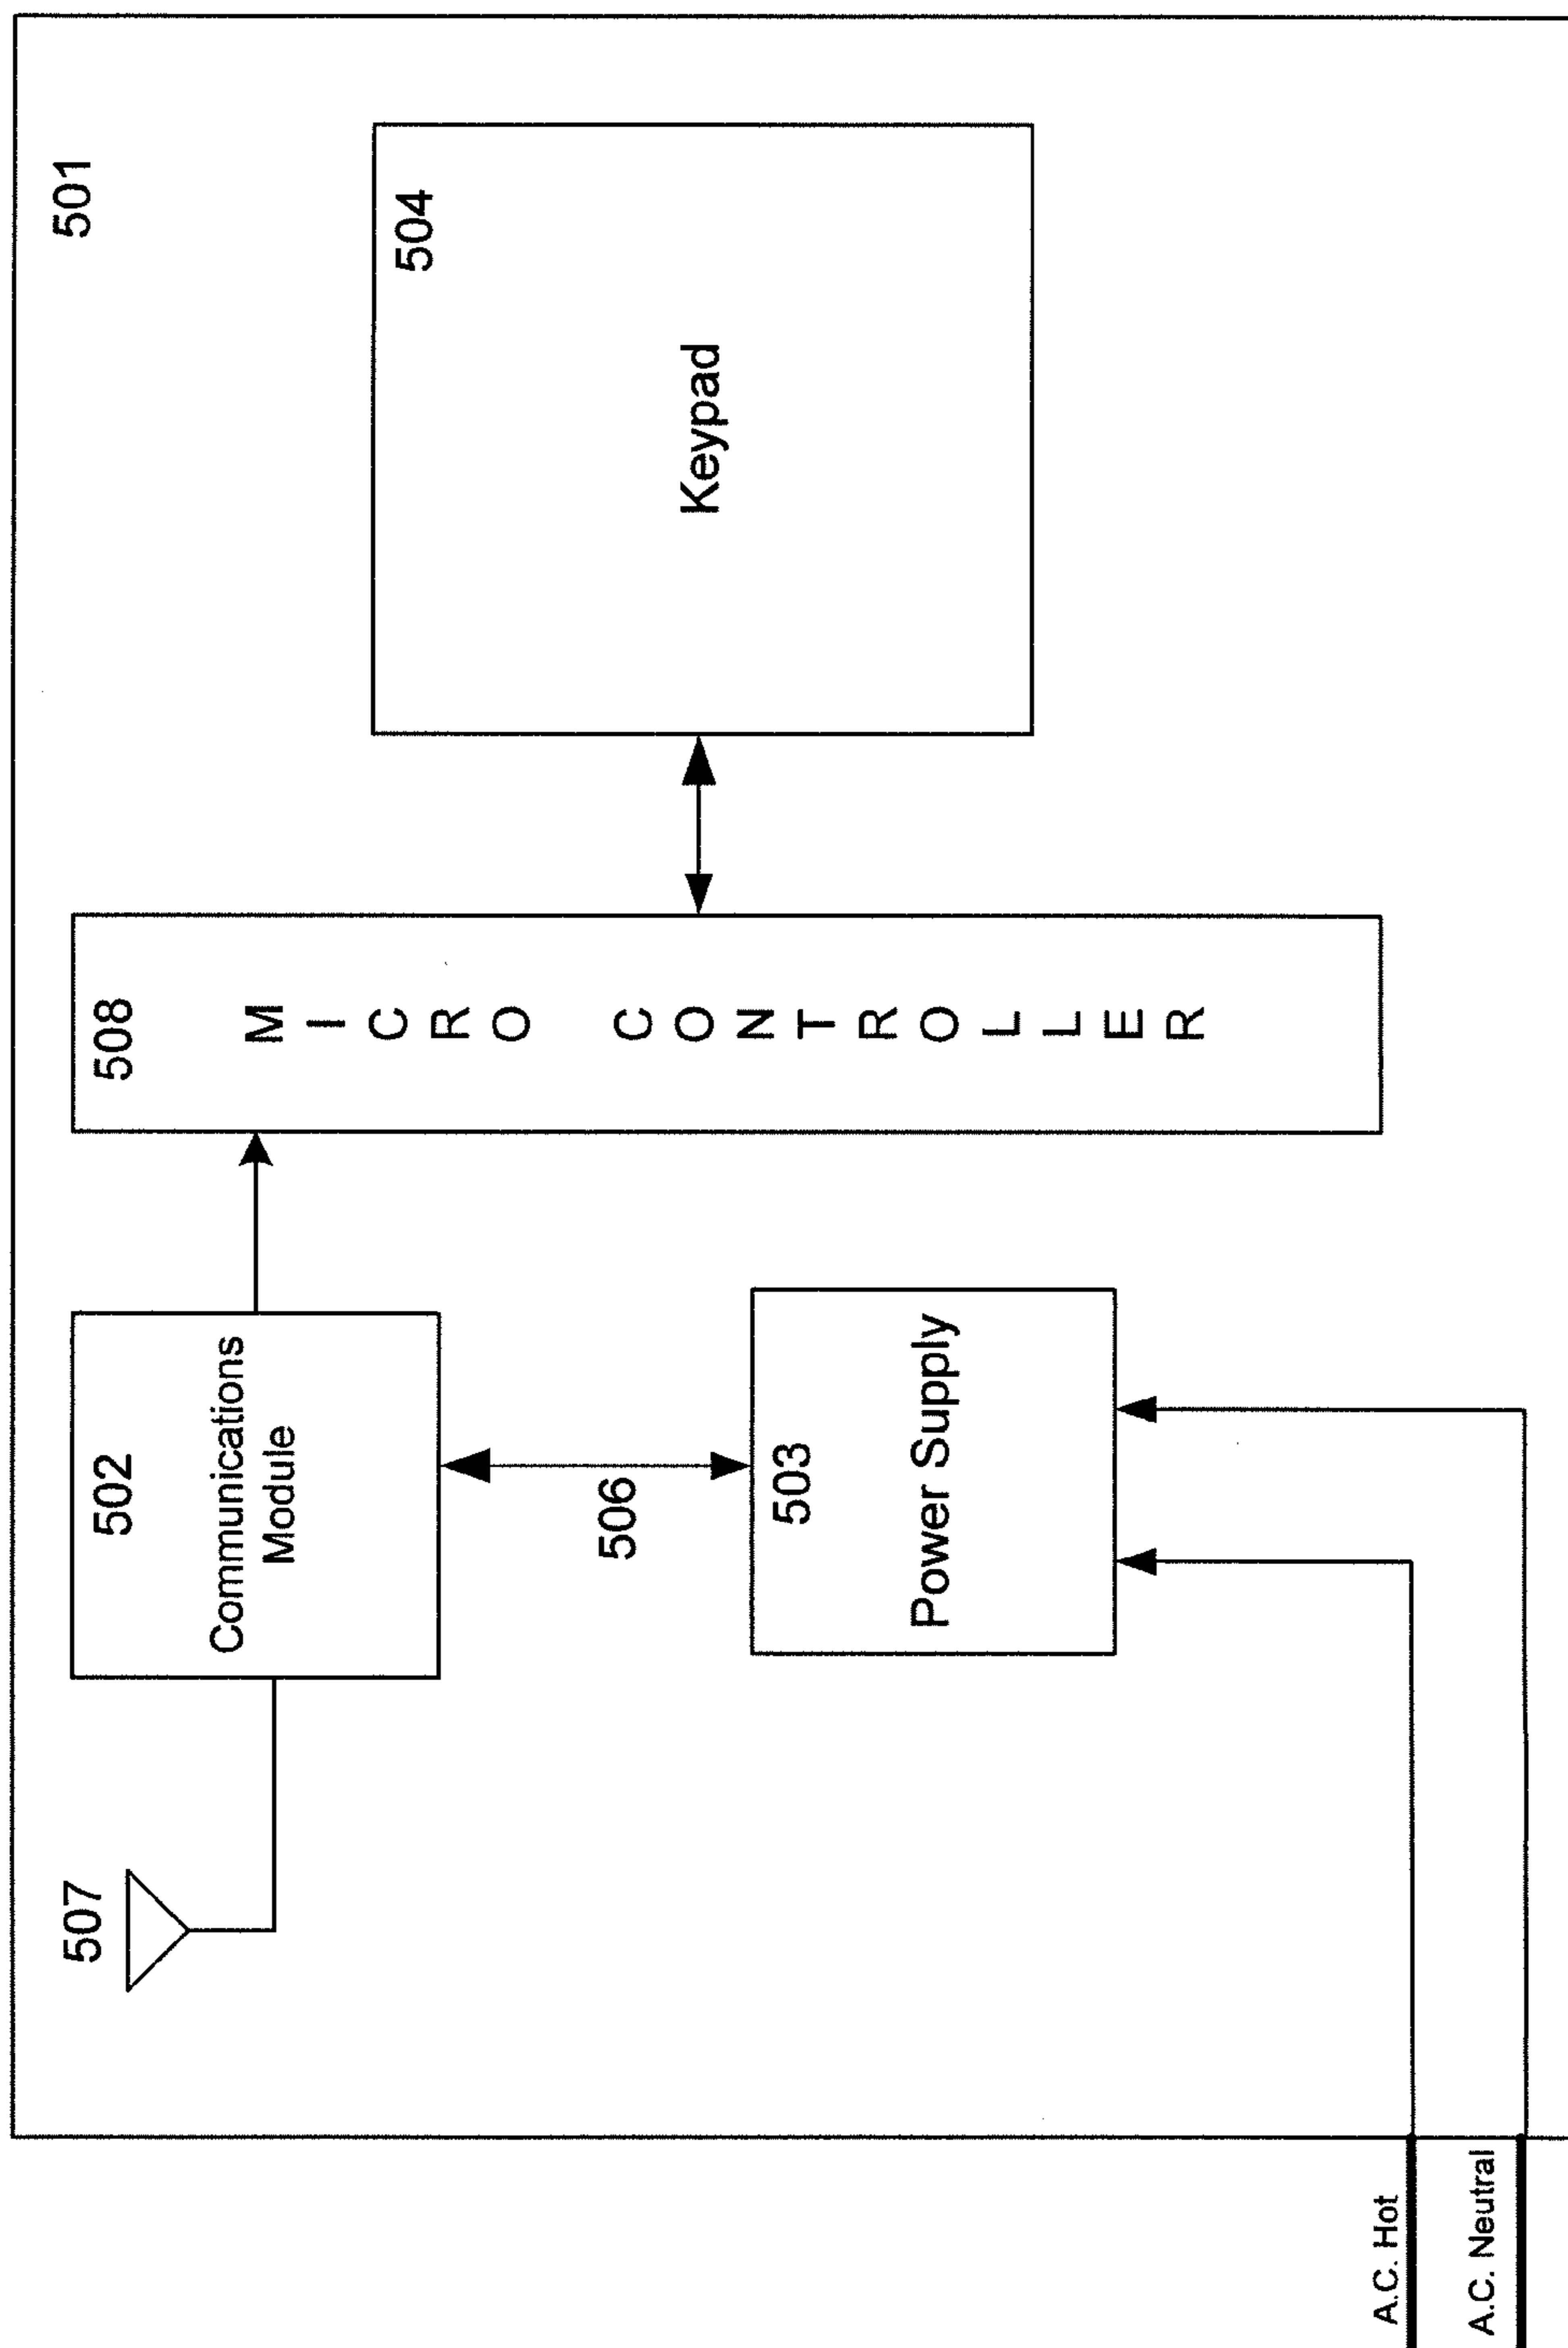 501
507
502
Communications
Module
508
MICRO CONTROLLER
504
Keypad
506
503
Power Supply
A.C. Hot
A.C. Neutral